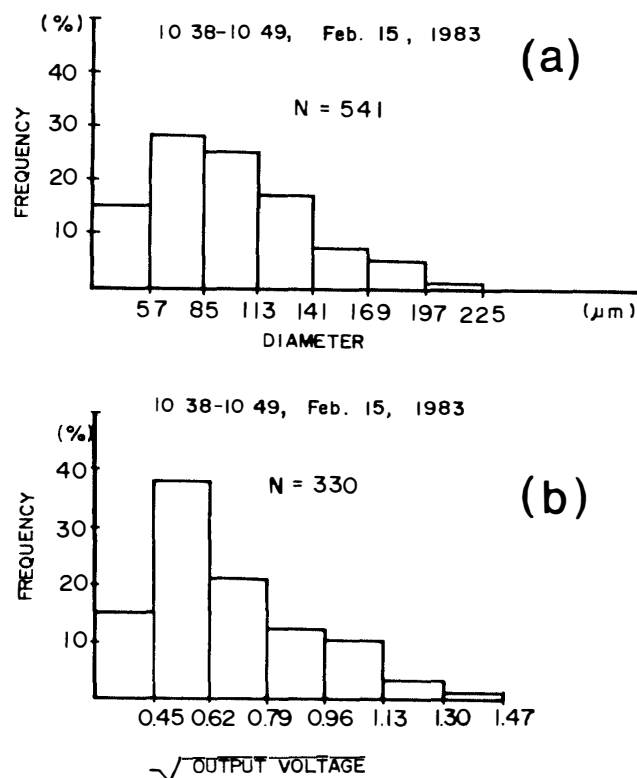 (%) 10 38-10 49, Feb. 15, 1983 (a)
40
N = 541
30
20
10
FREQUENCY
57 85 113 141 169 197 225 (μm)
DIAMETER
10 38-10 49, Feb. 15, 1983
(%)
40
N = 330 (b)
30
20
10
FREQUENCY
0.45 0.62 0.79 0.96 1.13 1.30 1.47
√OUTPUT VOLTAGE